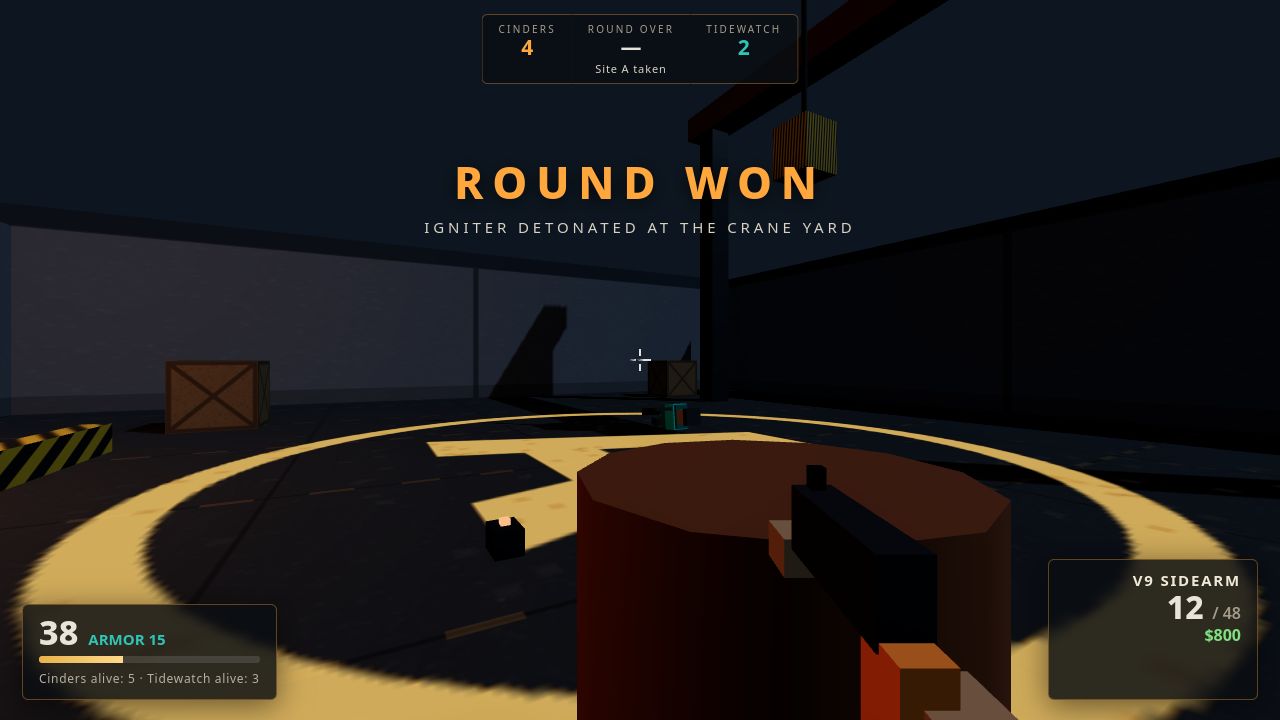 CINDERS ROUND OVER TIDEWATCH
4 — 2
Site A taken
ROUND WON
IGNITER DETONATED AT THE CRANE YARD
38 ARMOR 15
Cinders alive: 5 · Tidewatch alive: 3
V9 SIDEARM
12 / 48
$800